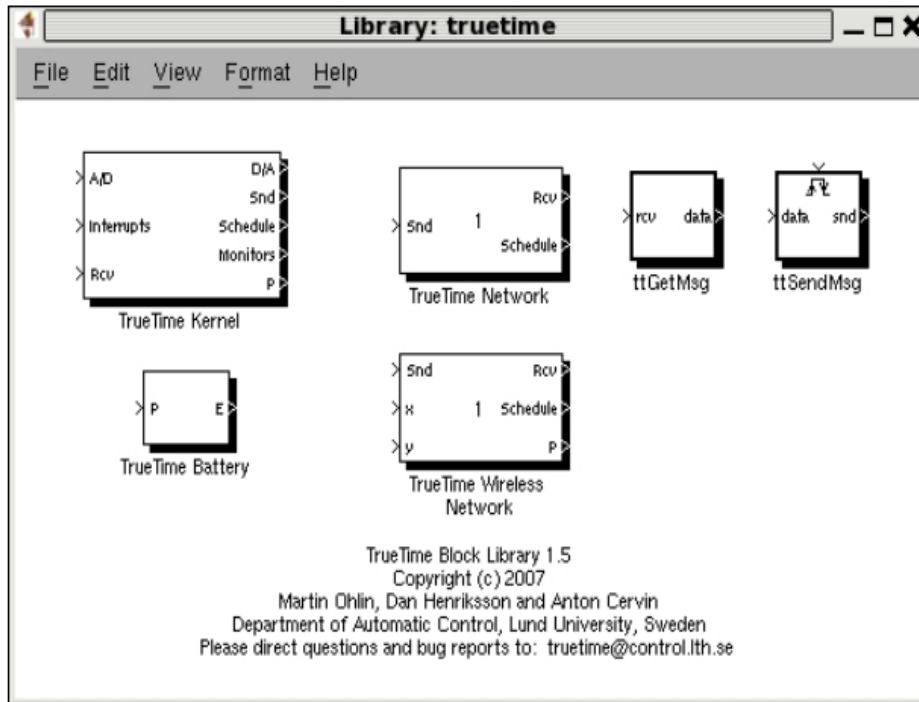 Library: truetime
File Edit View Format Help
A/D
Interrupts
Rcv
D/A
Snd
Schedule
Monitors
P
TrueTime Kernel
Snd
1
Rcv
Schedule
TrueTime Network
rcv data
ttGetMsg
data snd
ttSendMsg
P E
TrueTime Battery
Snd
x
y
1
Rcv
Schedule
P
TrueTime Wireless
Network
TrueTime Block Library 1.5
Copyright (c) 2007
Martin Ohlin, Dan Henriksson and Anton Cervin
Department of Automatic Control, Lund University, Sweden
Please direct questions and bug reports to: truetime@control.lth.se